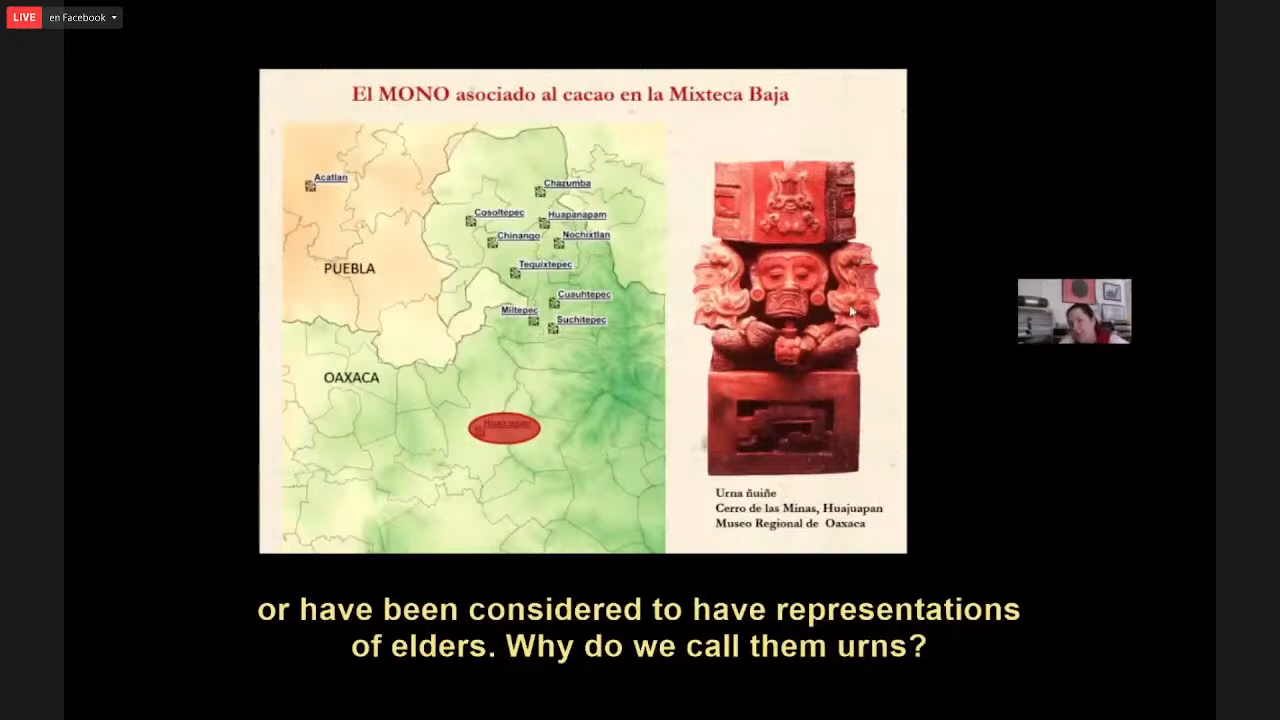 LIVE en Facebook
El MONO asociado al cacao en la Mixteca Baja
Acatlan
Chazumba
Cosoltepec
Huapanapam
Chinango
Nochixtlan
PUEBLA
Tequixtepec
Cuauhtepec
Miltepec
Suchitepec
OAXACA
Urna ñuiñe
Cerro de las Minas, Huajuapan
Museo Regional de Oaxaca
or have been considered to have representations
of elders. Why do we call them urns?